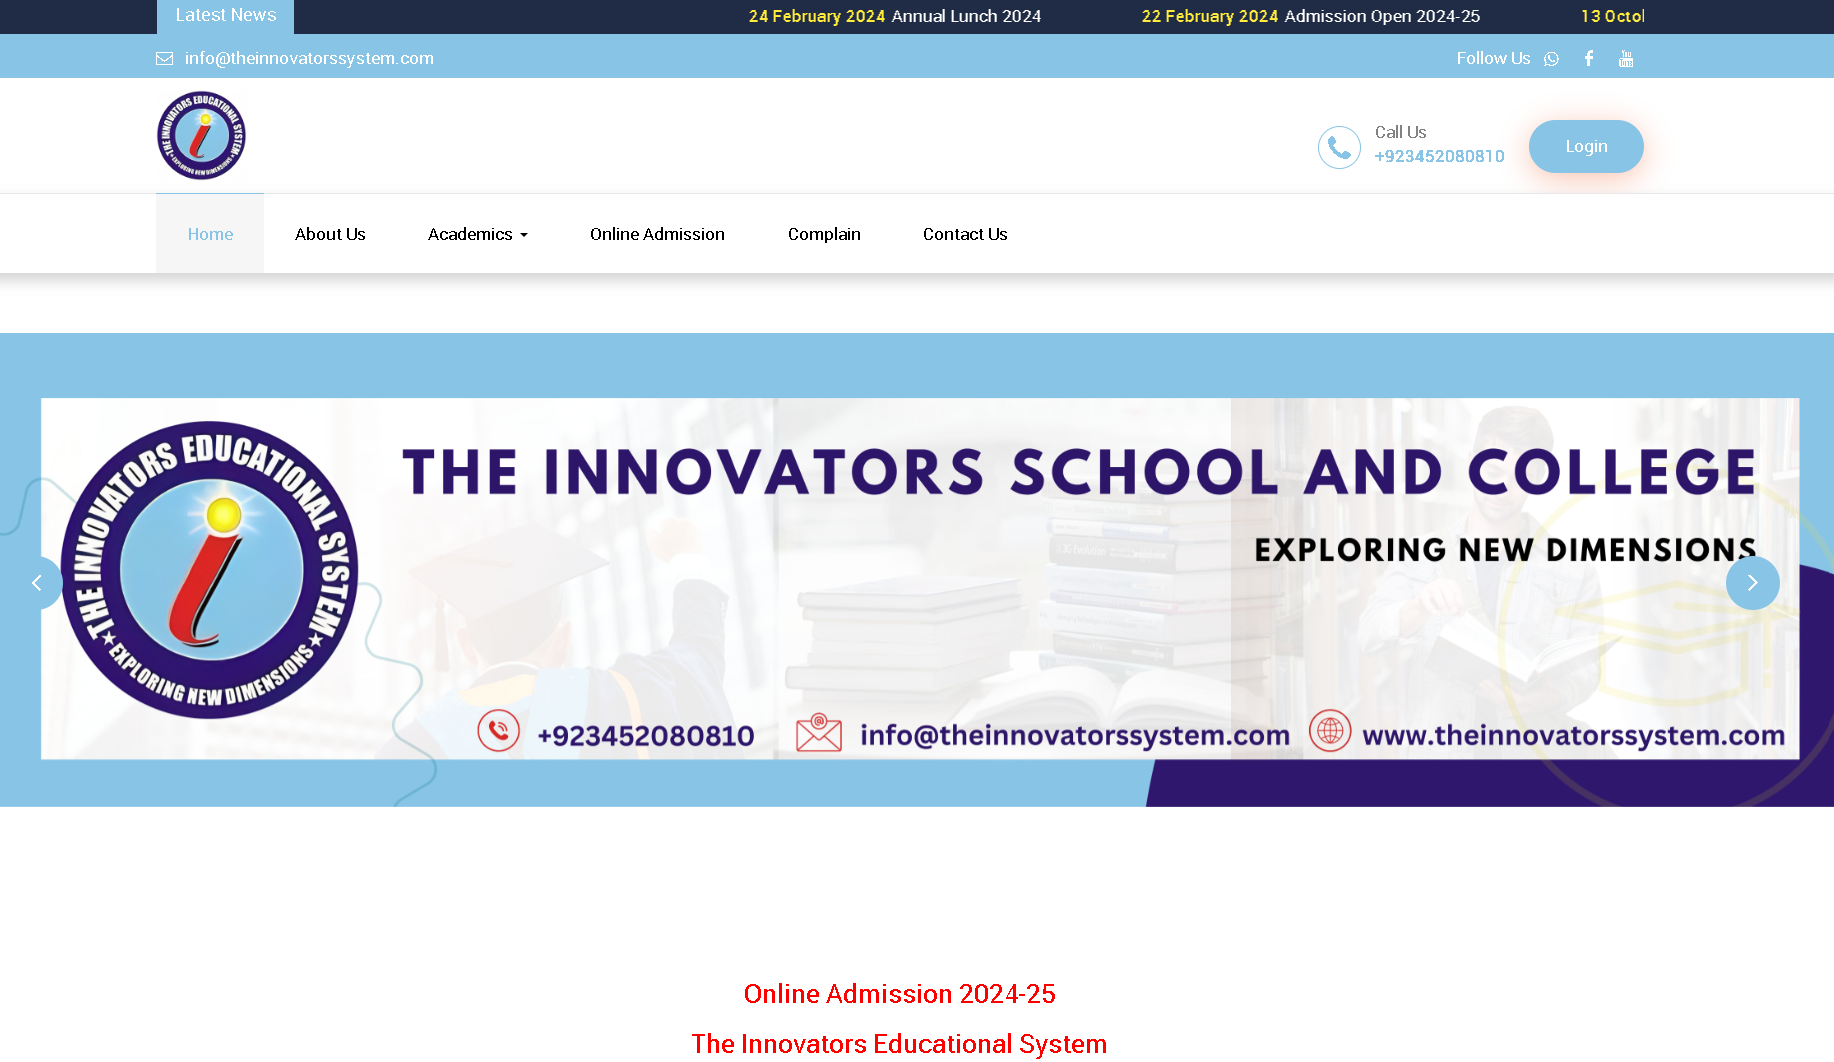 Latest News
24 February 2024 Annual Lunch 2024 22 February 2024 Admission Open 2024-25 13 Octo
info@theinnovatorssystem.com
Follow Us
THE INNOVATORS EDUCATIONAL SYSTEM
EXPLORING NEW DIMENSIONS
Call Us
+923452080810
Login
Home About Us Academics Online Admission Complain Contact Us
THE INNOVATORS EDUCATIONAL SYSTEM
EXPLORING NEW DIMENSIONS
THE INNOVATORS SCHOOL AND COLLEGE
EXPLORING NEW DIMENSIONS
+923452080810 info@theinnovatorssystem.com www.theinnovatorssystem.com
Online Admission 2024-25
The Innovators Educational System